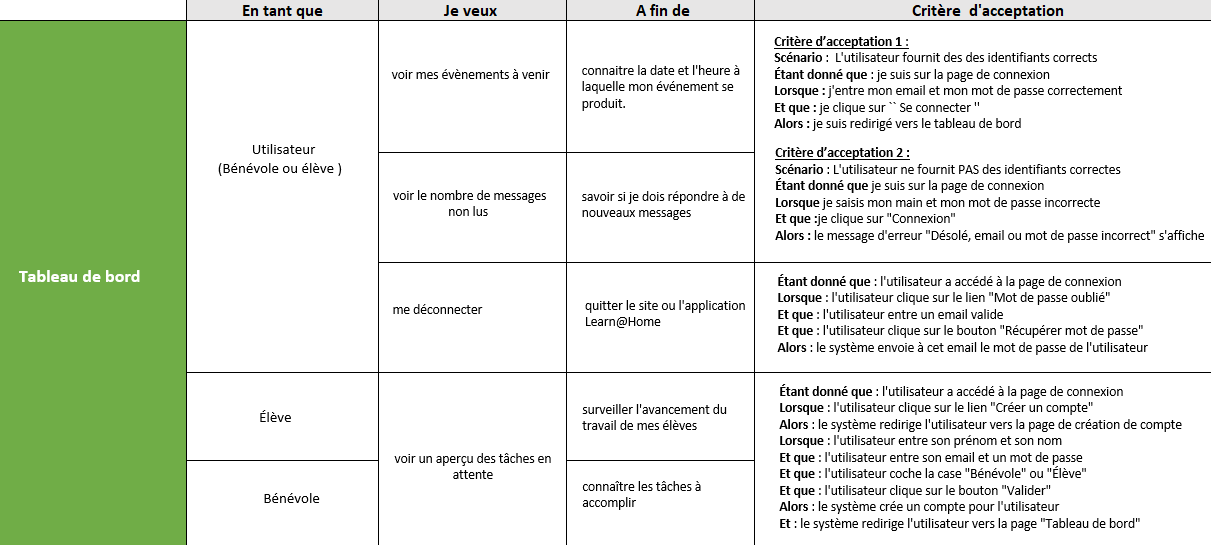 En tant que
Je veux
A fin de
Critère d'acceptation
Tableau de bord
Utilisateur
(Bénévole ou élève )
voir mes évènements à venir
connaitre la date et l'heure à
laquelle mon événement se
produit.
Critère d'acceptation 1 :
Scénario : L'utilisateur fournit des des identifiants corrects
Étant donné que : je suis sur la page de connexion
Lorsque : j'entre mon email et mon mot de passe correctement
Et que : je clique sur `` Se connecter "
Alors : je suis redirigé vers le tableau de bord
voir le nombre de messages
non lus
savoir si je dois répondre à de
nouveaux messages
Critère d'acceptation 2 :
Scénario : L'utilisateur ne fournit PAS des identifiants correctes
Étant donné que je suis sur la page de connexion
Lorsque je saisis mon main et mon mot de passe incorrecte
Et que :je clique sur "Connexion"
Alors : le message d'erreur "Désolé, email ou mot de passe incorrect" s'affiche
me déconnecter
quitter le site ou l'application
Learn@Home
Étant donné que : l'utilisateur a accédé à la page de connexion
Lorsque : l'utilisateur clique sur le lien "Mot de passe oublié"
Et que : l'utilisateur entre un email valide
Et que : l'utilisateur clique sur le bouton "Récupérer mot de passe"
Alors : le système envoie à cet email le mot de passe de l'utilisateur
Élève
voir un aperçu des tâches en
attente
surveiller l'avancement du
travail de mes élèves
Étant donné que : l'utilisateur a accédé à la page de connexion
Lorsque : l'utilisateur clique sur le lien "Créer un compte"
Alors : le système redirige l'utilisateur vers la page de création de compte
Lorsque : l'utilisateur entre son prénom et son nom
Et que : l'utilisateur entre son email et un mot de passe
Et que : l'utilisateur coche la case "Bénévole" ou "Élève"
Et que : l'utilisateur clique sur le bouton "Valider"
Alors : le système crée un compte pour l'utilisateur
Et : le système redirige l'utilisateur vers la page "Tableau de bord"
Bénévole
connaître les tâches à
accomplir